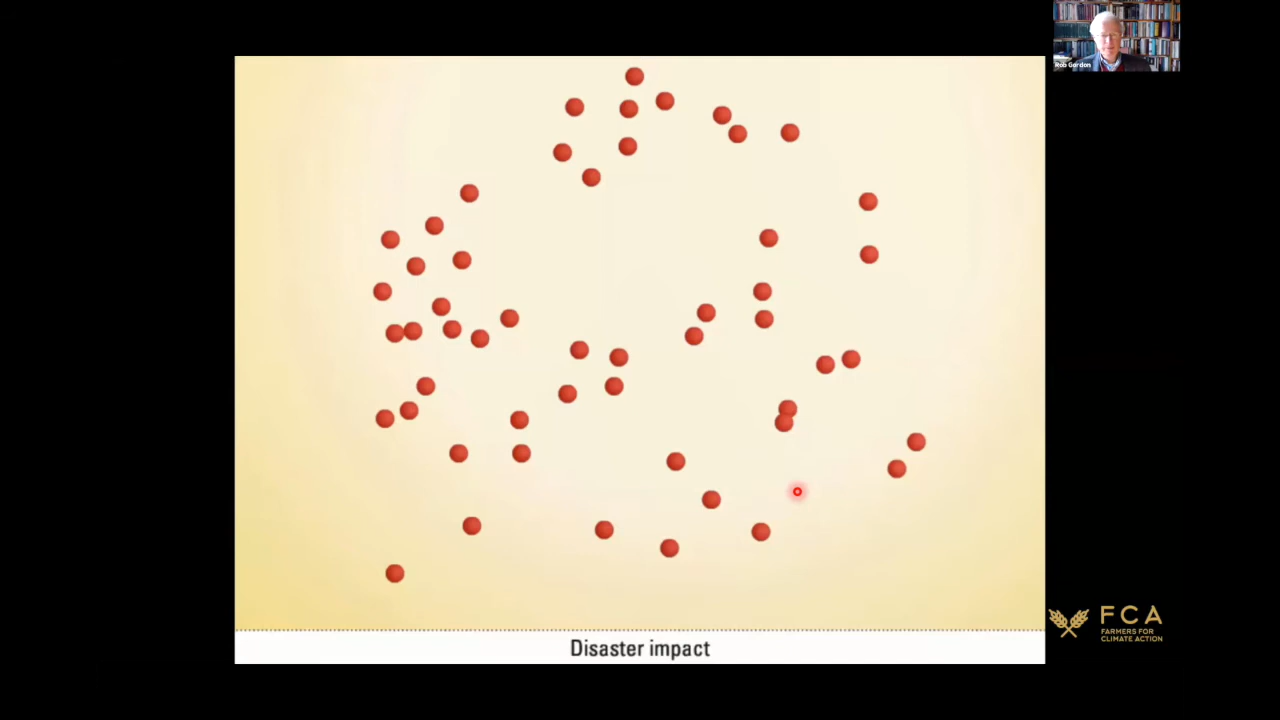 Rob Gordon
FCA
FARMERS FOR
CLIMATE ACTION
Disaster impact